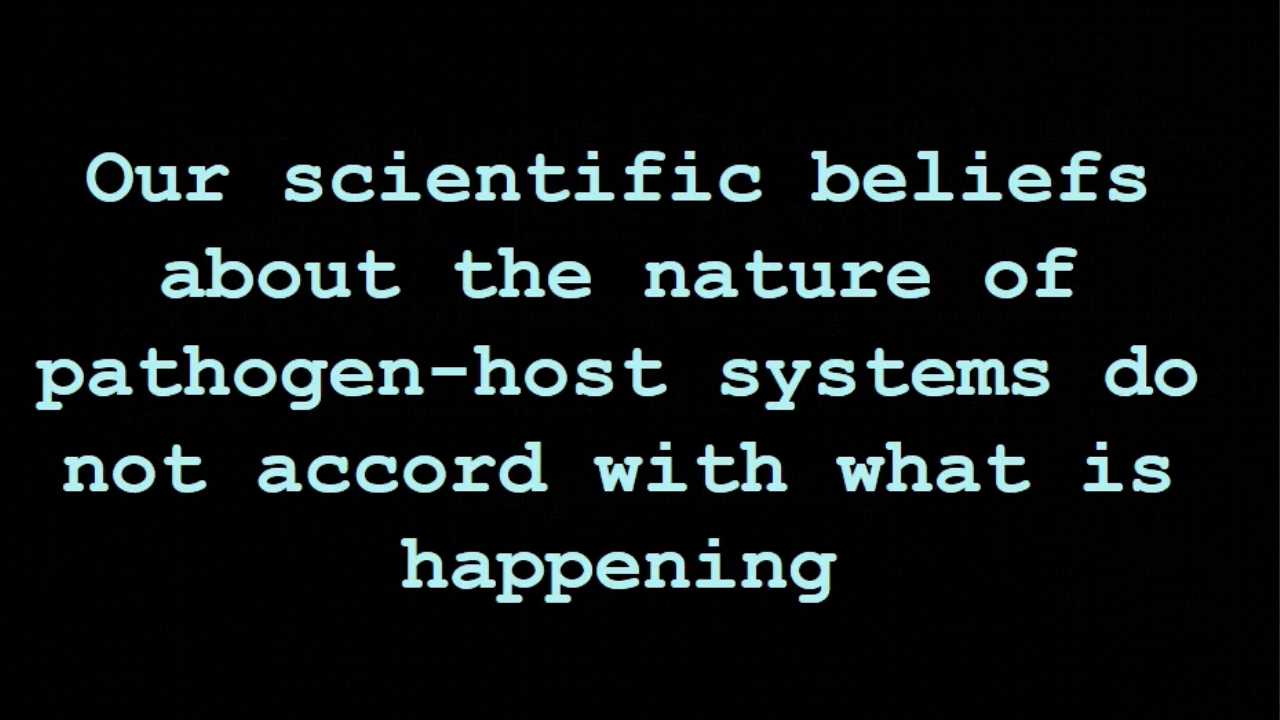 Our scientific beliefs
about the nature of
pathogen-host systems do
not accord with what is
happening